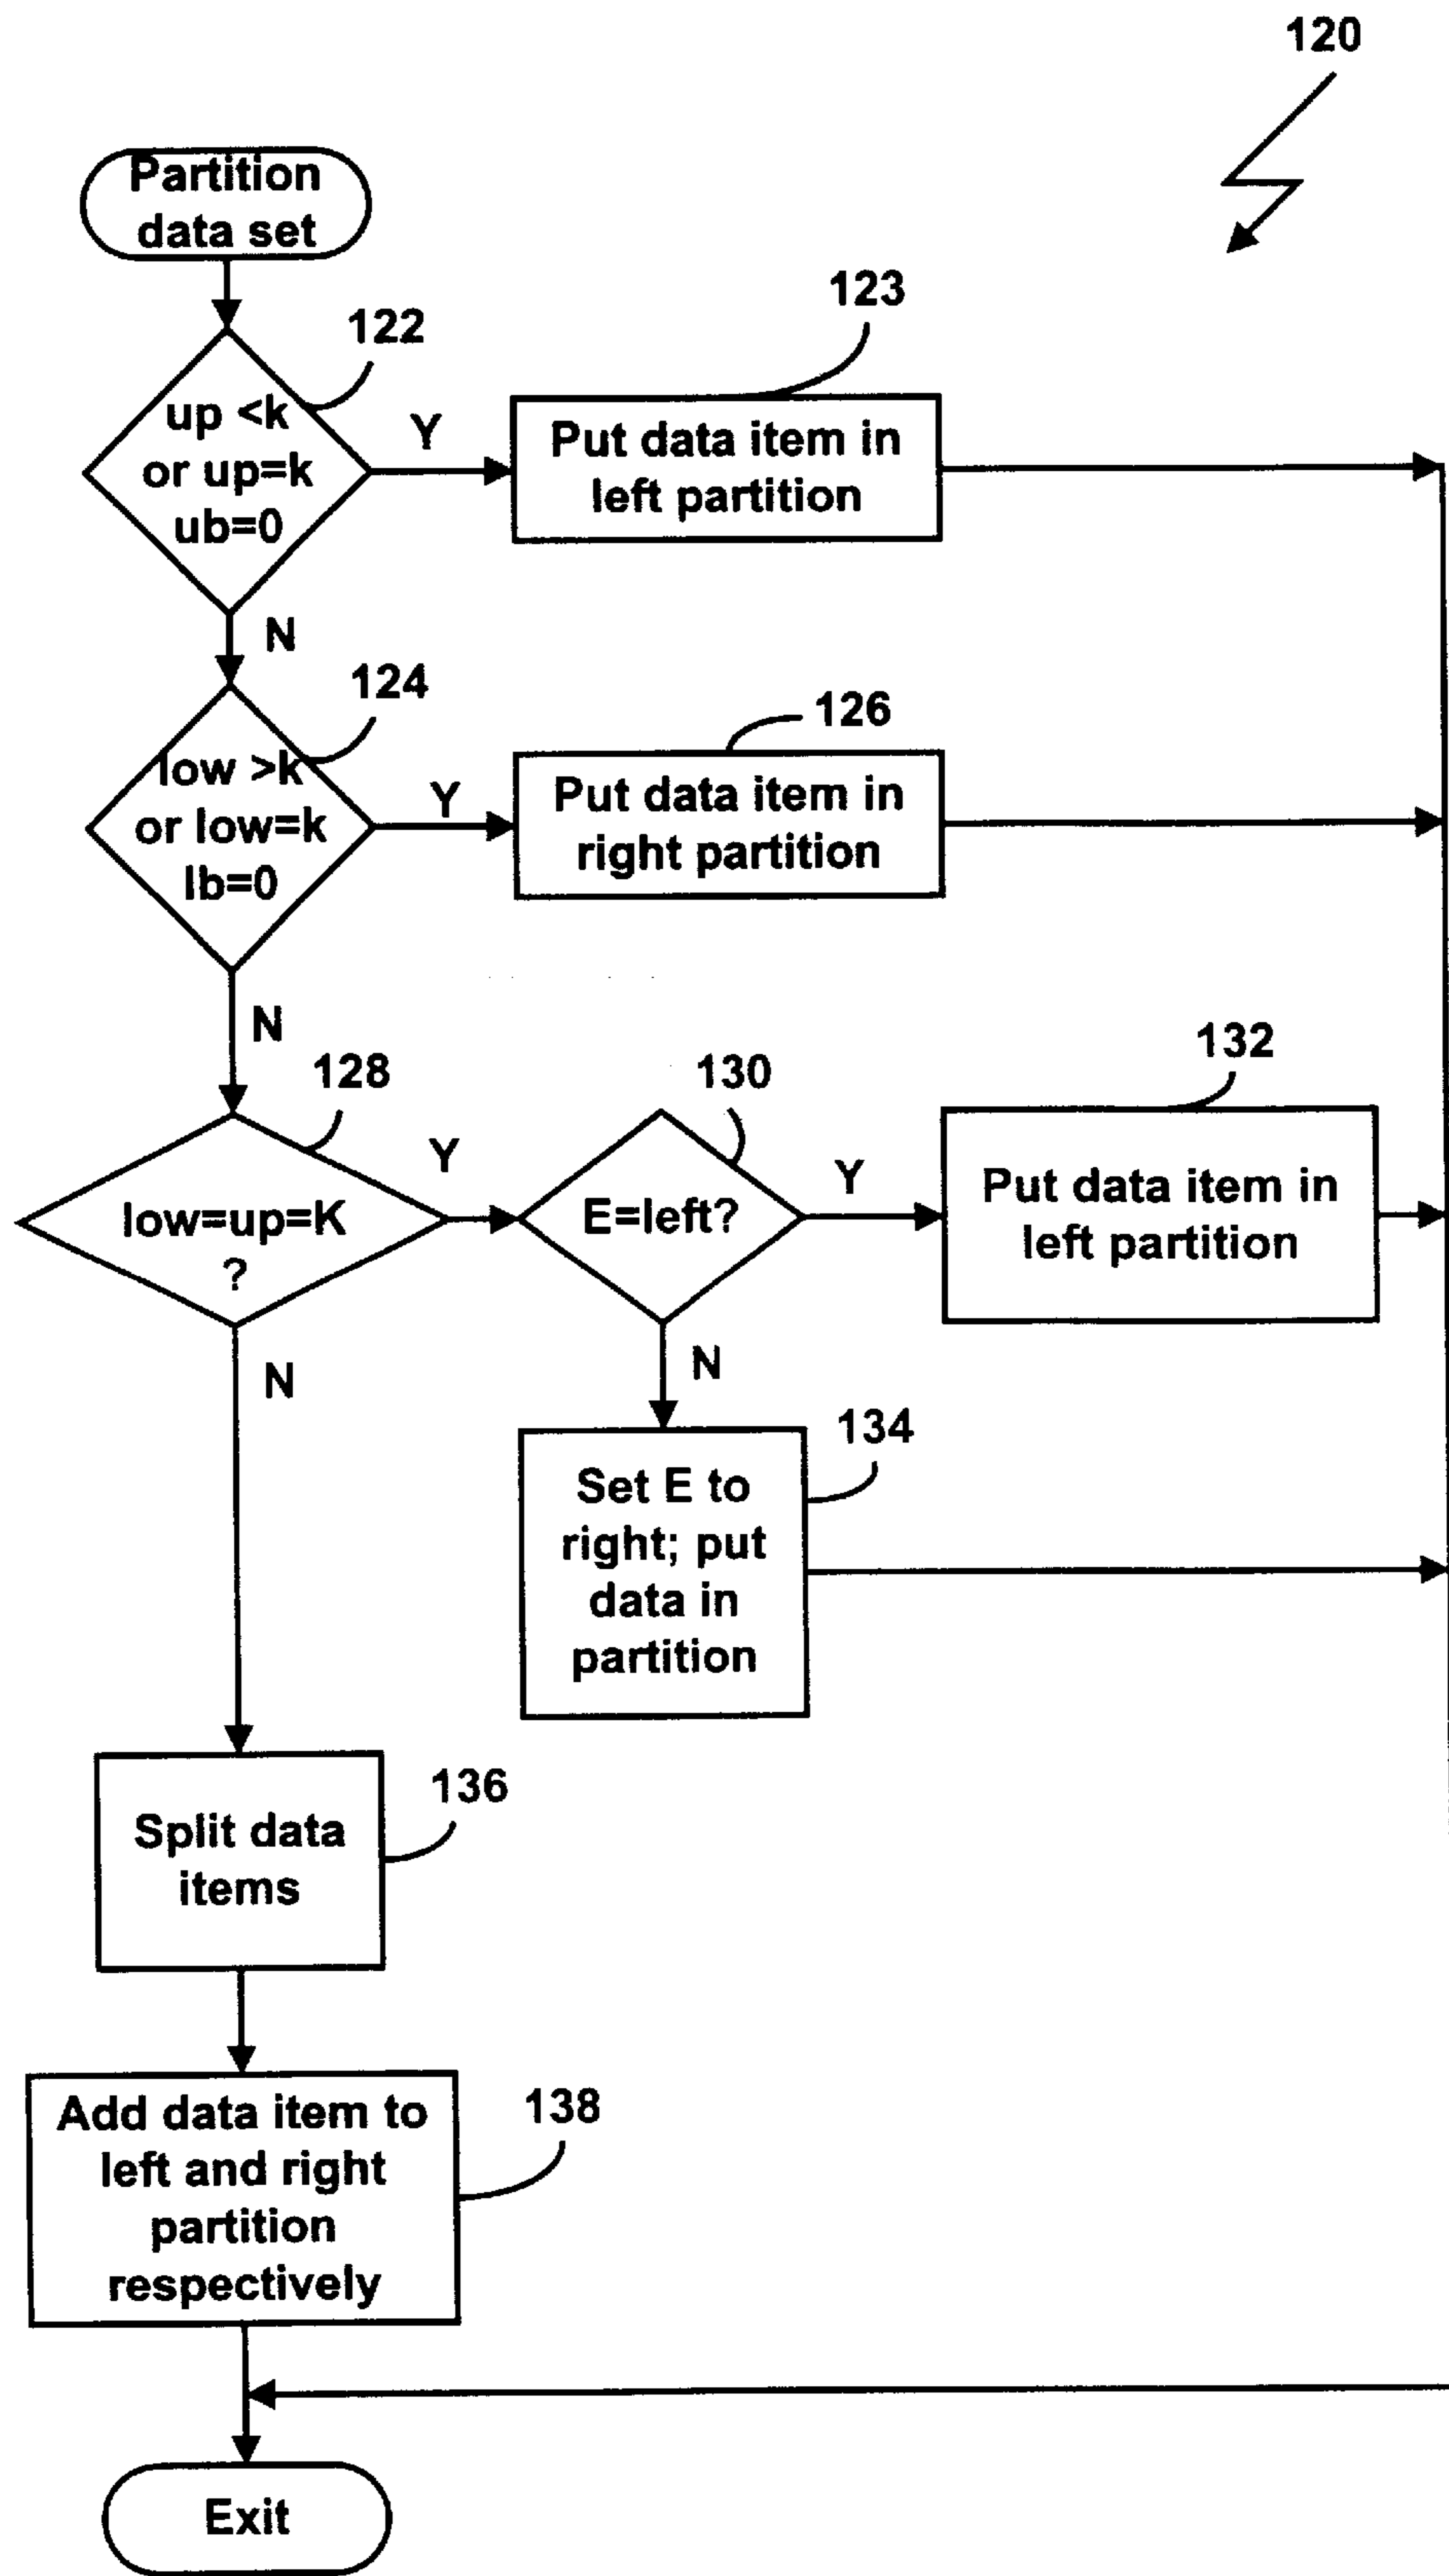 120
Partition
data set
122
up <k
or up=k
ub=0
Y
123
Put data item in
left partition
N
124
low >k
or low=k
lb=0
Y
126
Put data item in
right partition
N
128
low=up=K
?
Y
130
E=left?
Y
132
Put data item in
left partition
N
134
Set E to
right; put
data in
partition
N
136
Split data
items
138
Add data item to
left and right
partition
respectively
Exit